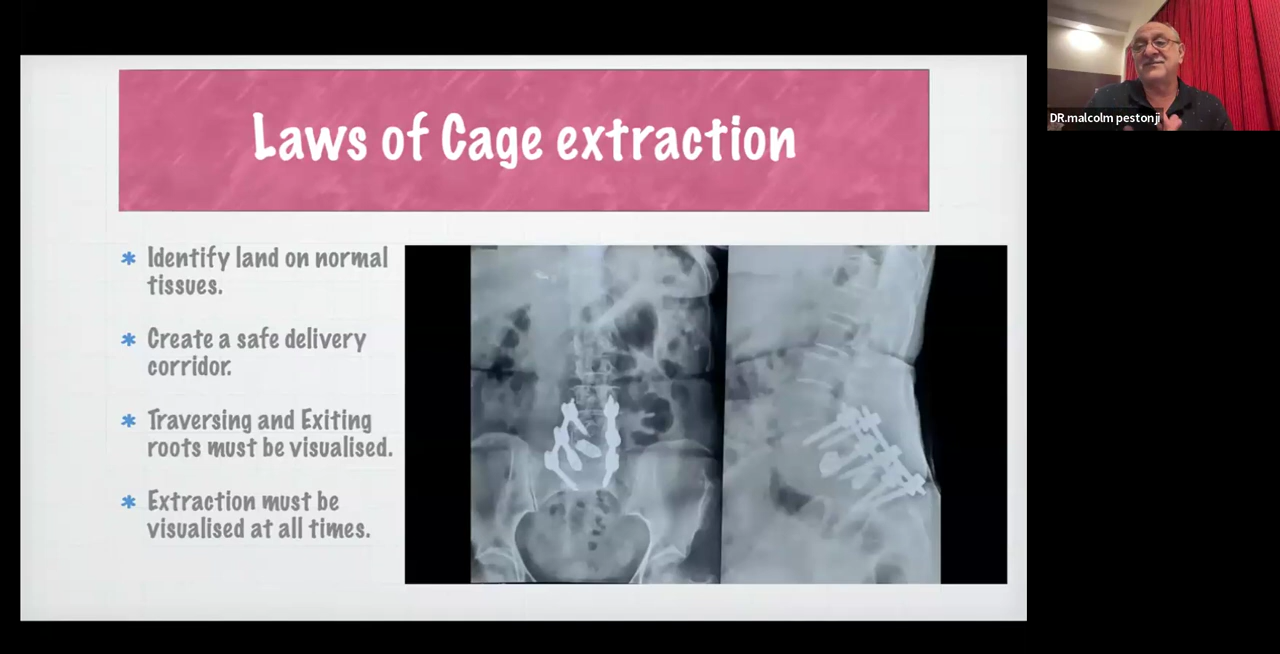 Laws of Cage extraction
Identify land on normal
tissues.
Create a safe delivery
corridor.
Traversing and Exiting
roots must be visualised.
Extraction must be
visualised at all times.
DR.malcolm pestonji